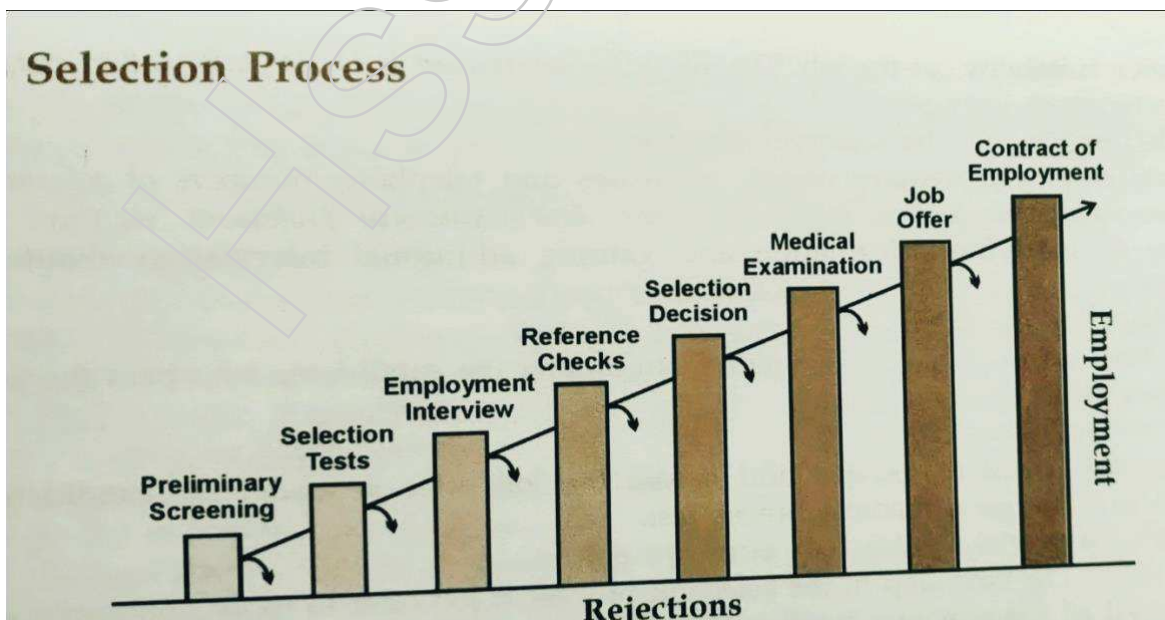 Selection Process
Preliminary
Screening
Selection
Tests
Employment
Interview
Reference
Checks
Selection
Decision
Medical
Examination
Job
Offer
Contract of
Employment
Employment
Rejections